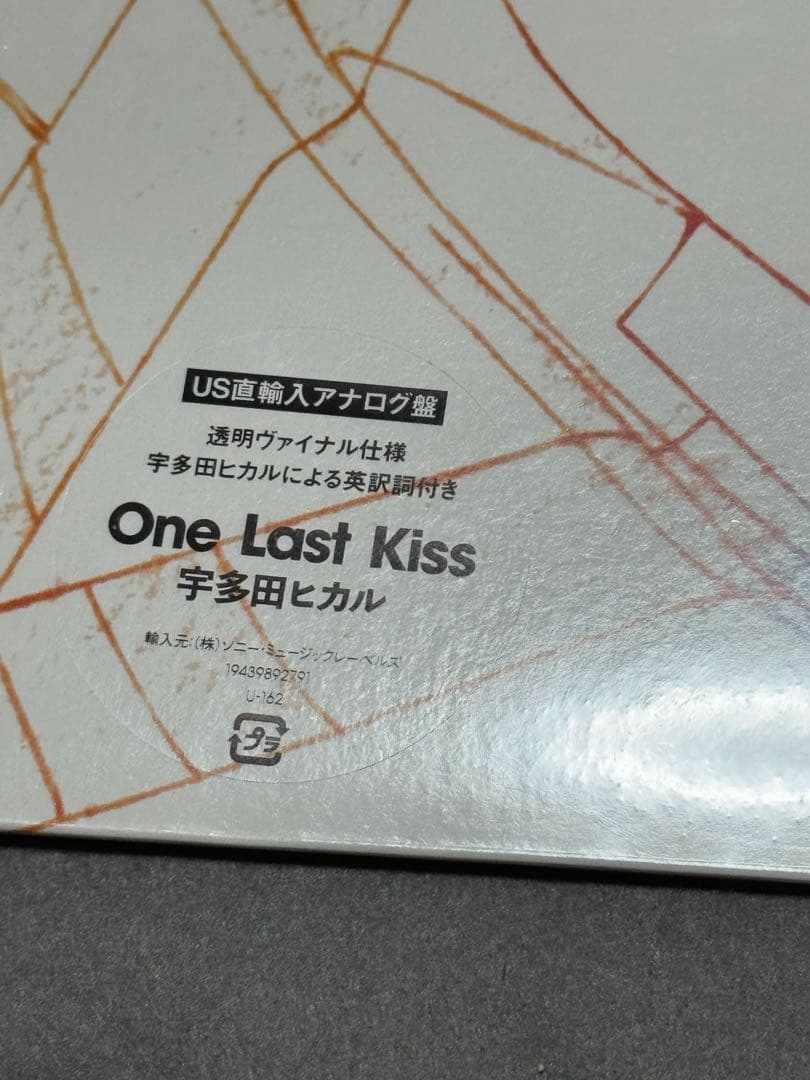 US直輸入アナログ盤
透明ヴァイナル仕様
宇多田ヒカルによる英訳詞付き
One Last Kiss
宇多田ヒカル
輸入元:(株)ソニー・ミュージックレーベルズ
19439892791
U-162
プラ